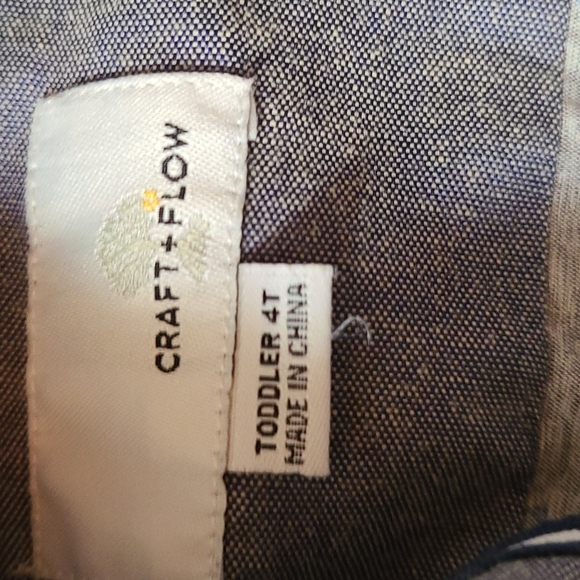 CRAFT+FLOW
TODDLER 4T
MADE IN CHINA